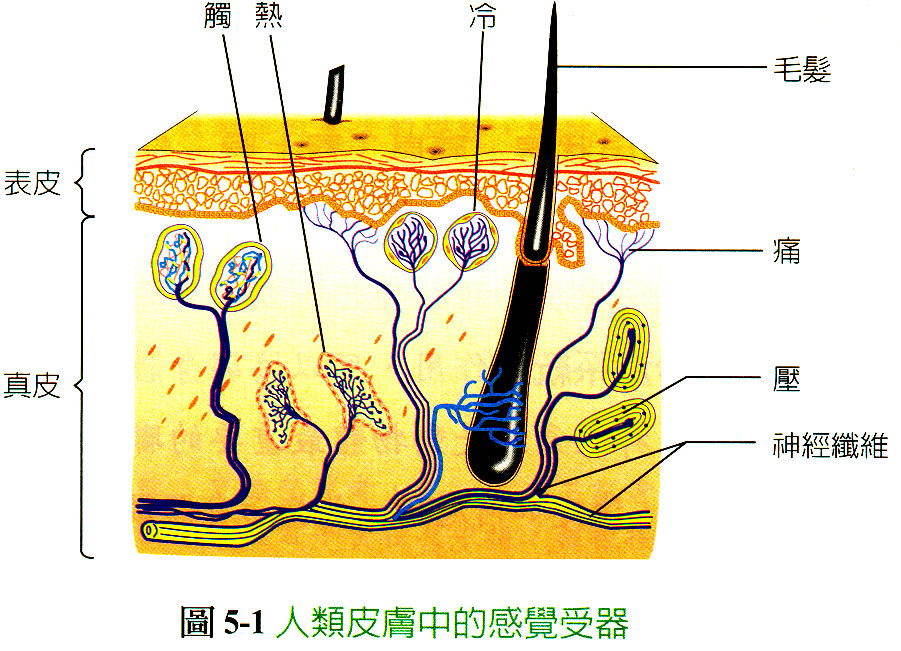 觸 熱 冷
毛髮
表皮
痛
真皮
壓
神經纖維
圖 5-1 人類皮膚中的感覺受器